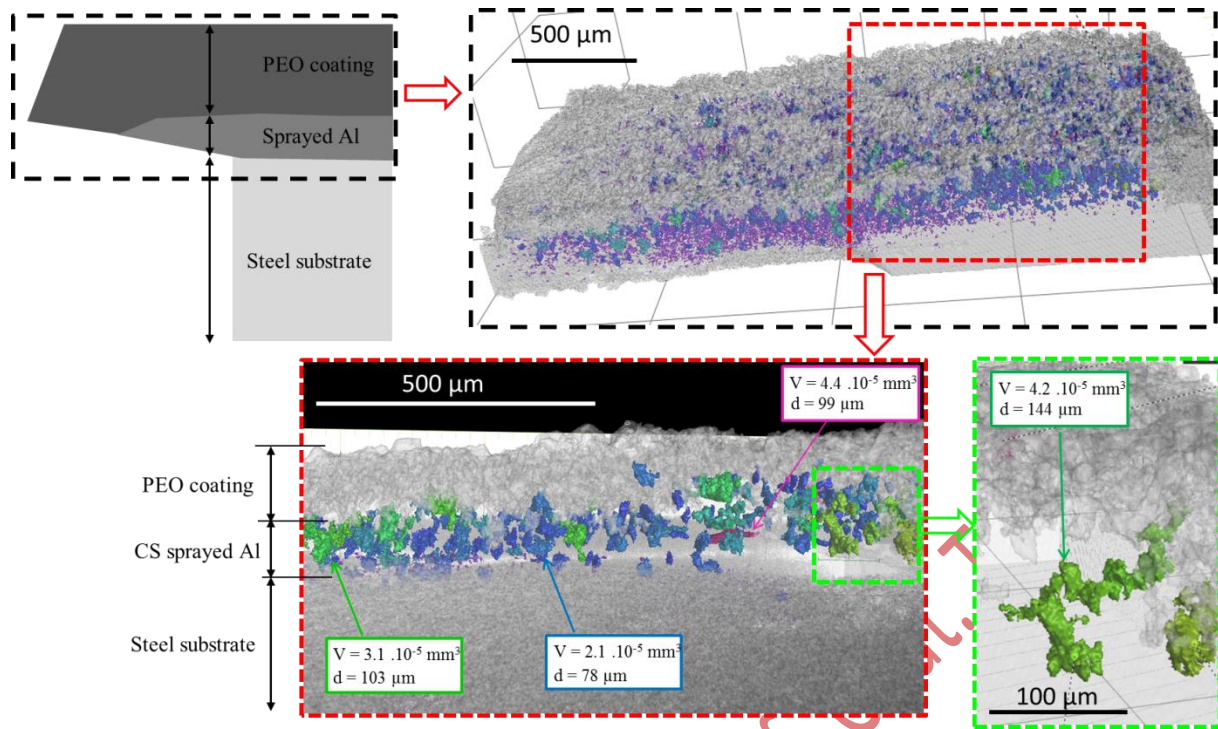 PEO coating
Sprayed Al
Steel substrate
500 µm
500 µm
V = 4.4 .10⁻⁵ mm³
d = 99 µm
V = 4.2 .10⁻⁵ mm³
d = 144 µm
PEO coating
CS sprayed Al
Steel substrate
V = 3.1 .10⁻⁵ mm³
d = 103 µm
V = 2.1 .10⁻⁵ mm³
d = 78 µm
100 µm